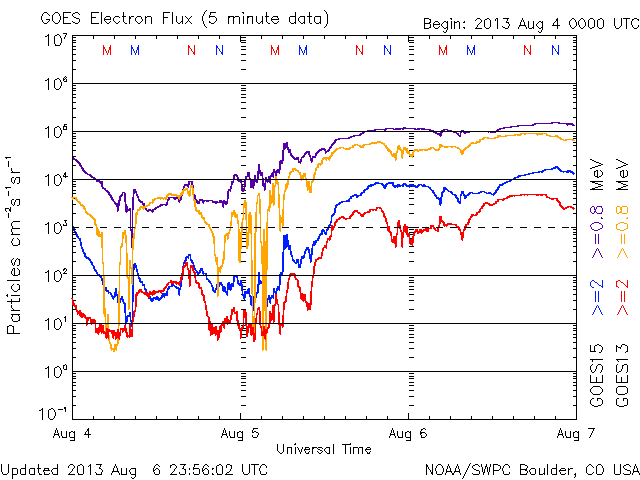 GOES Electron Flux (5 minute data)
Begin: 2013 Aug 4 0000 UTC
10⁷
M M N N M M N N M M N N
10⁶
10⁵
10⁴
10³
10²
10¹
10⁰
10⁻¹
Particles cm⁻²s⁻¹sr⁻¹
Aug 4 Aug 5 Aug 6 Aug 7
Universal Time
GOES15 >=2 >=0.8 MeV
GOES13 >=2 >=0.8 MeV
Updated 2013 Aug 6 23:56:02 UTC
NOAA/SWPC Boulder, CO USA